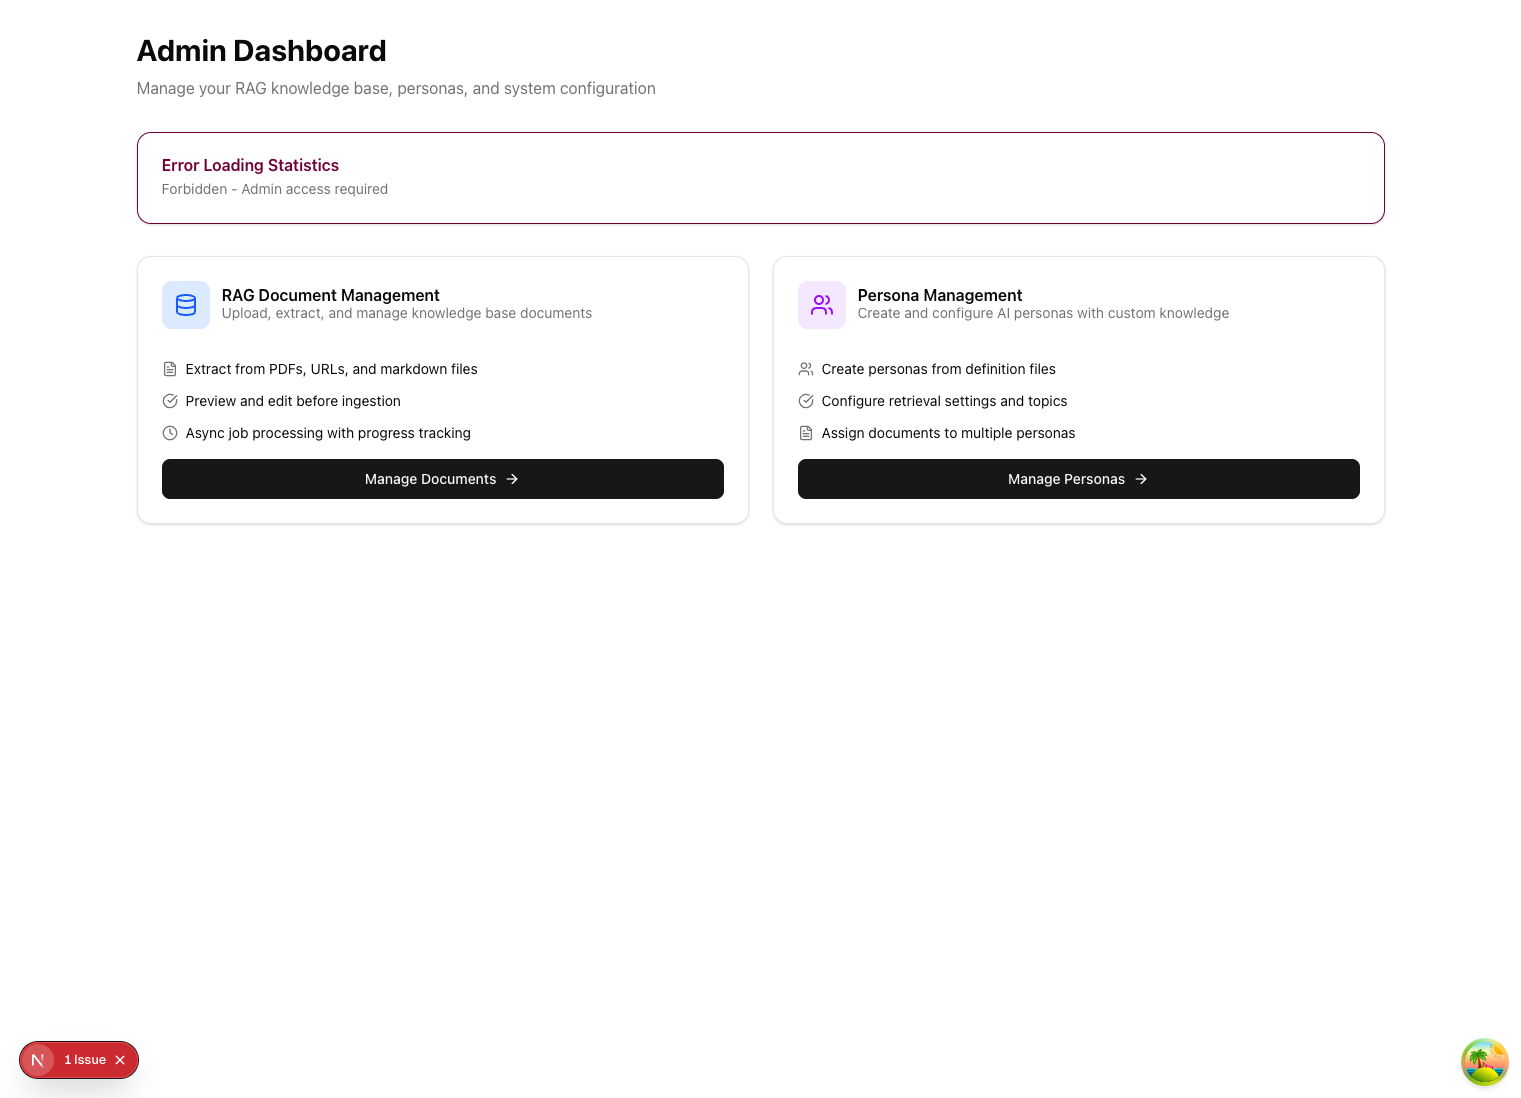 Admin Dashboard
Manage your RAG knowledge base, personas, and system configuration
Error Loading Statistics
Forbidden - Admin access required
RAG Document Management
Upload, extract, and manage knowledge base documents
Extract from PDFs, URLs, and markdown files
Preview and edit before ingestion
Async job processing with progress tracking
Manage Documents
Persona Management
Create and configure AI personas with custom knowledge
Create personas from definition files
Configure retrieval settings and topics
Assign documents to multiple personas
Manage Personas
N
1 Issue